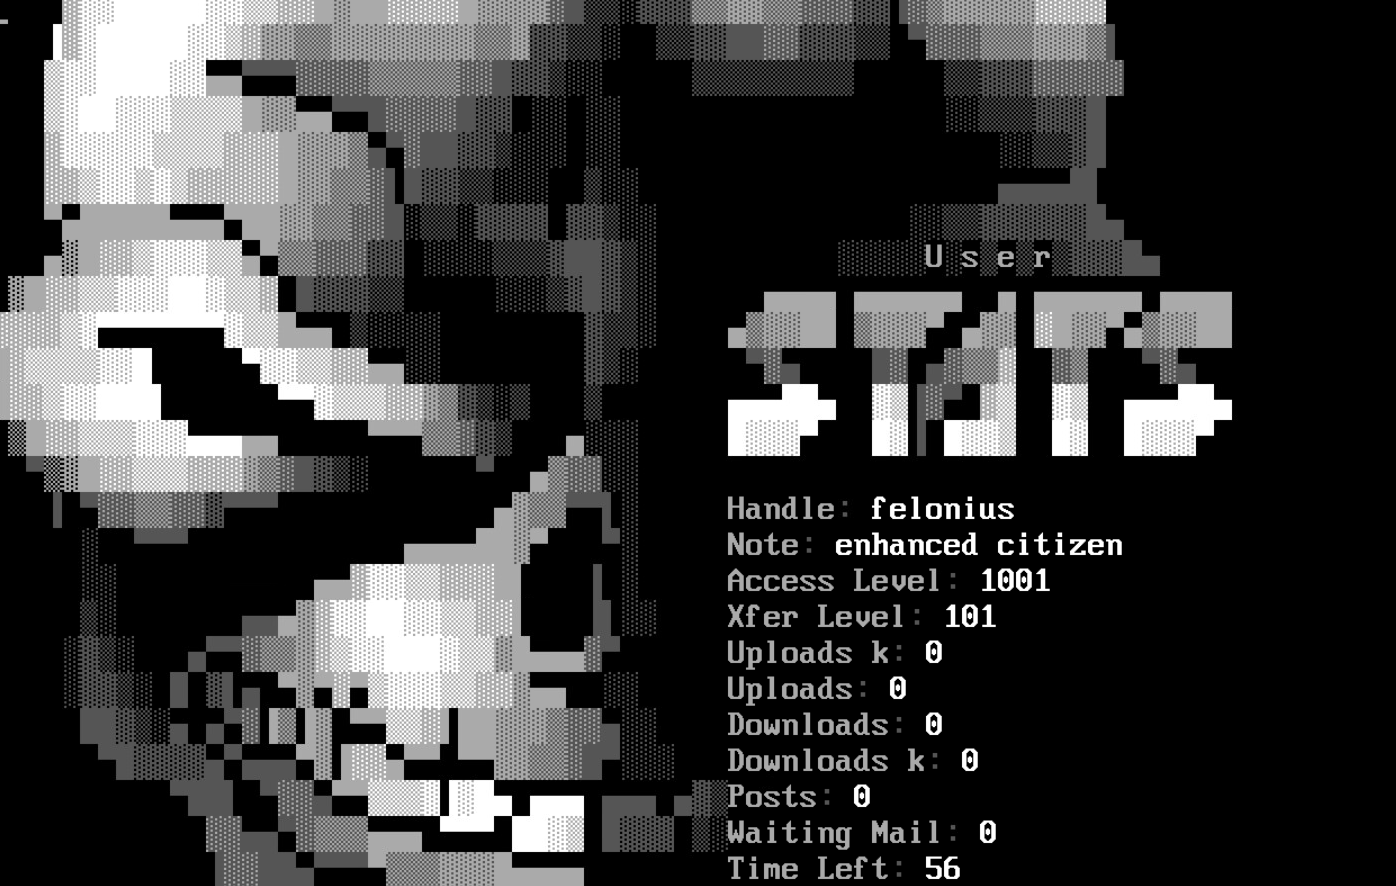 User
STATS
Handle: felonius
Note: enhanced citizen
Access Level: 1001
Xfer Level: 101
Uploads k: 0
Uploads: 0
Downloads: 0
Downloads k: 0
Posts: 0
Waiting Mail: 0
Time Left: 56